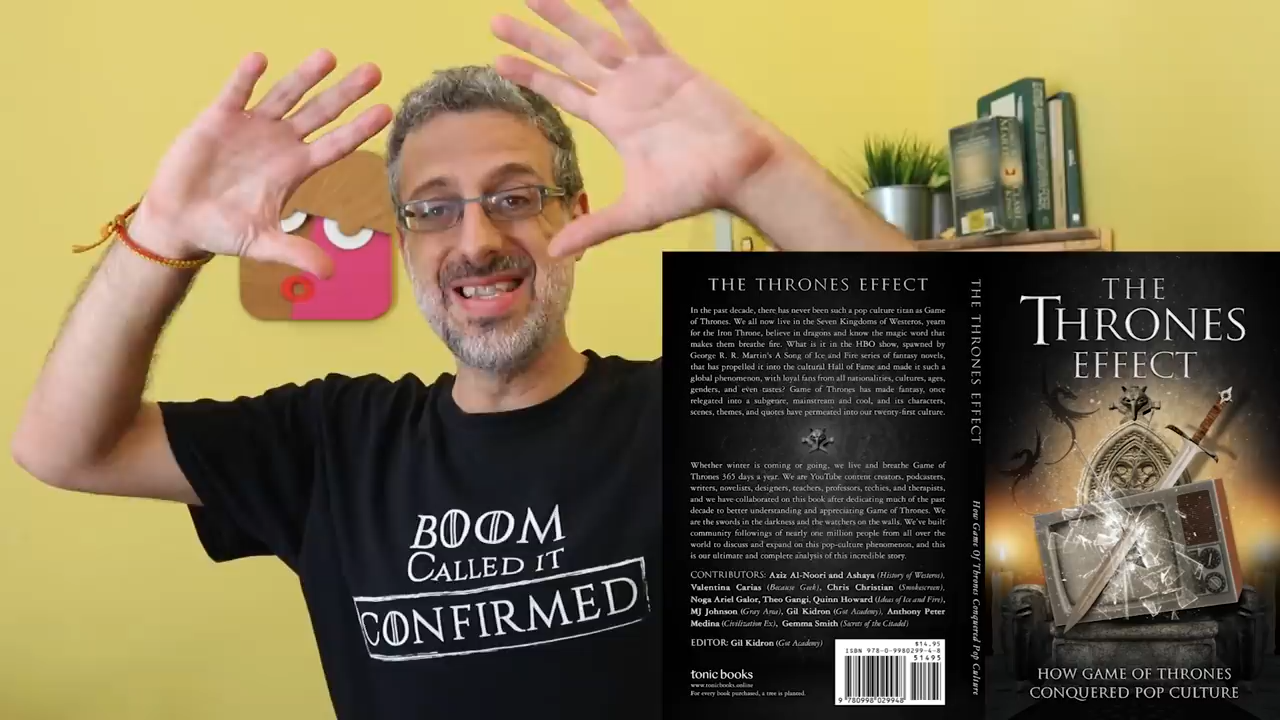 BOOM
CALLED IT
CONFIRMED!
THE THRONES EFFECT
In the past decade, there has never been such a pop culture titan as Game
of Thrones. We all now live in the Seven Kingdoms of Westeros, yearn
for the Iron Throne, believe in dragons and know the magic word that
makes them breathe fire. What is it in the HBO show, spawned by
George R. R. Martin's A Song of Ice and Fire series of fantasy novels,
that has propelled it into the cultural Hall of Fame and made it such a
global phenomenon, with loyal fans from all nationalities, cultures, ages,
genders, and even tastes? Game of Thrones has made fantasy, once
relegated into a subgenre, mainstream and cool, and its characters,
scenes, themes, and quotes have permeated into our twenty-first culture.
Whether winter is coming or going, we live and breathe Game of
Thrones 365 days a year. We are YouTube content creators, podcasters,
writers, novelists, designers, teachers, professors, techies, and therapists,
and we have collaborated on this book after dedicating much of the past
decade to better understanding and appreciating Game of Thrones. We
are the swords in the darkness and the watchers on the walls. We've built
community followings of nearly one million people from all over the
world to discuss and expand on this pop-culture phenomenon, and this
is our ultimate and complete analysis of this incredible story.
CONTRIBUTORS: Aziz Al-Noori and Ashaya (History of Westeros),
Valentina Carias (Because Geek), Chris Christian (Smokescreen),
Noga Ariel Galor, Theo Gangi, Quinn Howard (Ideas of Ice and Fire),
MJ Johnson (Gray Area), Gil Kidron (Got Academy), Anthony Peter
Medina (Civilization Ex), Gemma Smith (Secrets of the Citadel)
EDITOR: Gil Kidron (Got Academy)
tonic books
www.tonicbooks.online
For every book purchased, a tree is planted.
$14.95
ISBN 978-0-9980299-4-8
51495
9 780998 029948
THE THRONES EFFECT
How Game Of Thrones Conquered Pop Culture
THE
THRONES
EFFECT
HOW GAME OF THRONES
CONQUERED POP CULTURE